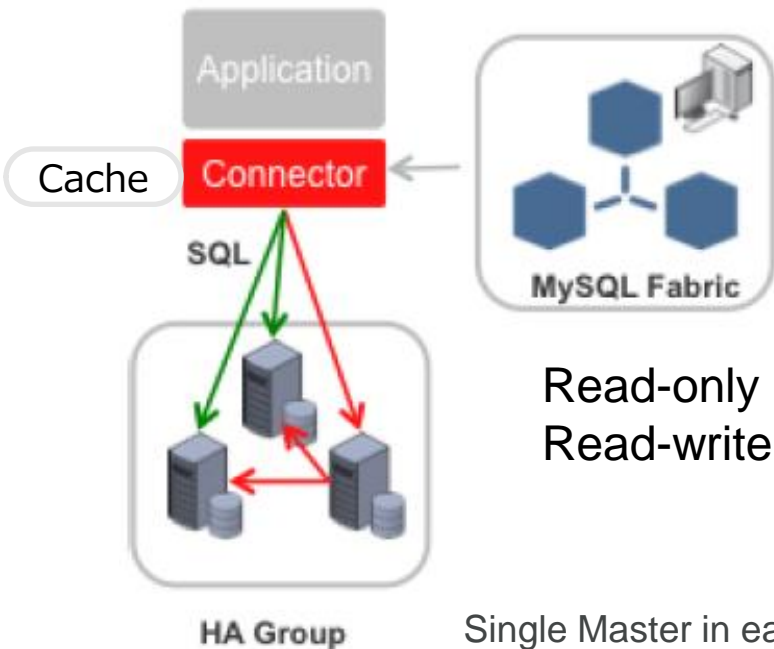 Application
Cache
Connector
SQL
MySQL Fabric
Read-only
Read-write
HA Group
Single Master in ea